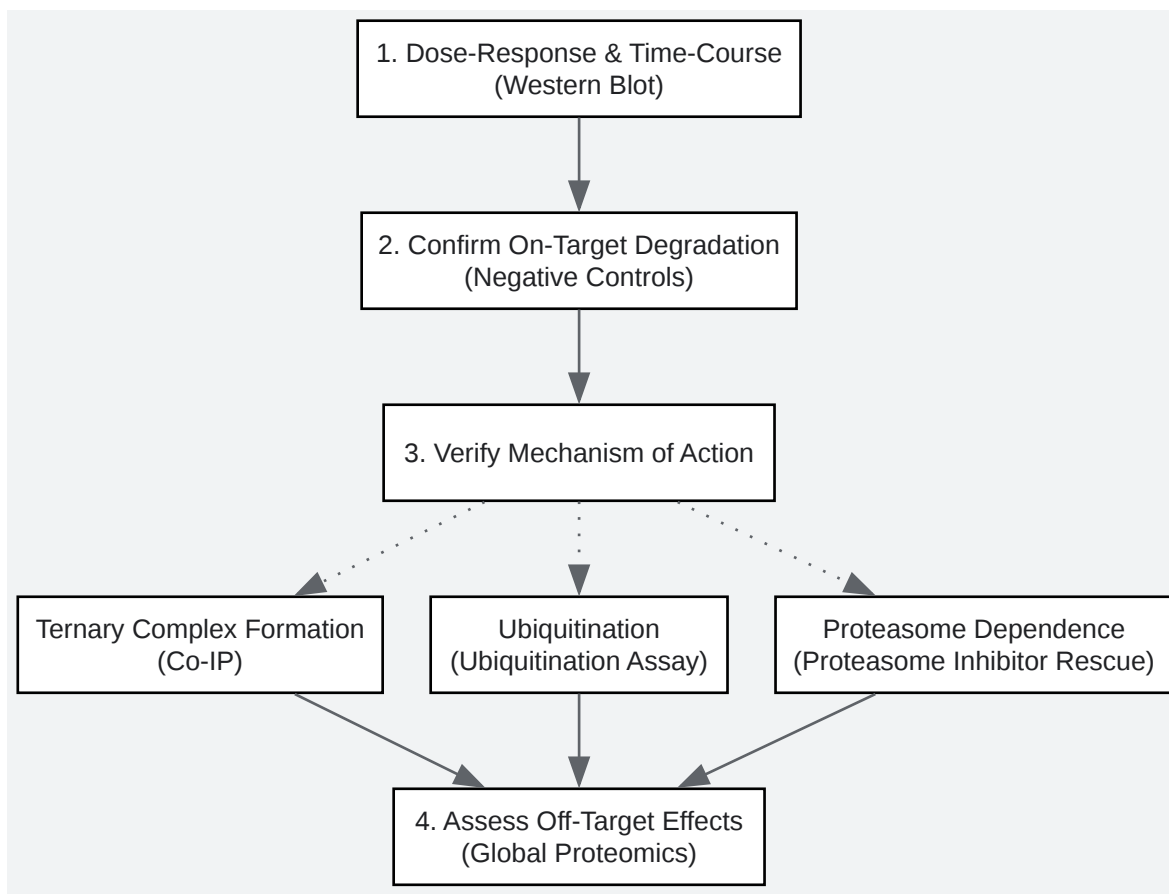 1. Dose-Response & Time-Course
(Western Blot)
2. Confirm On-Target Degradation
(Negative Controls)
3. Verify Mechanism of Action
Ternary Complex Formation
(Co-IP)
Ubiquitination
(Ubiquitination Assay)
Proteasome Dependence
(Proteasome Inhibitor Rescue)
4. Assess Off-Target Effects
(Global Proteomics)